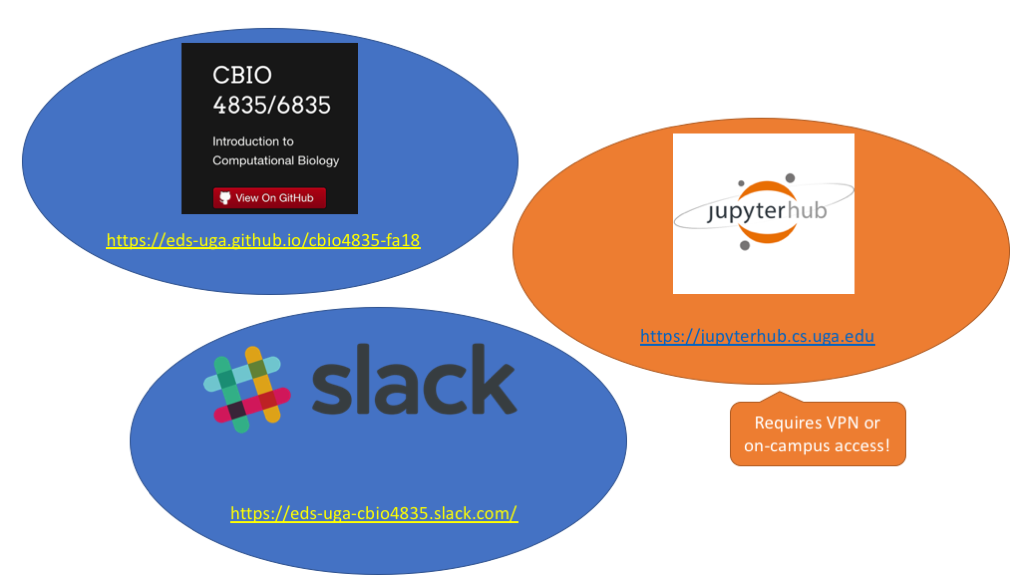 CBIO
4835/6835
Introduction to
Computational Biology
View On GitHub
https://eds-uga.github.io/cbio4835-fa18
jupyterhub
https://jupyterhub.cs.uga.edu
Requires VPN or
on-campus access!
slack
https://eds-uga-cbio4835.slack.com/